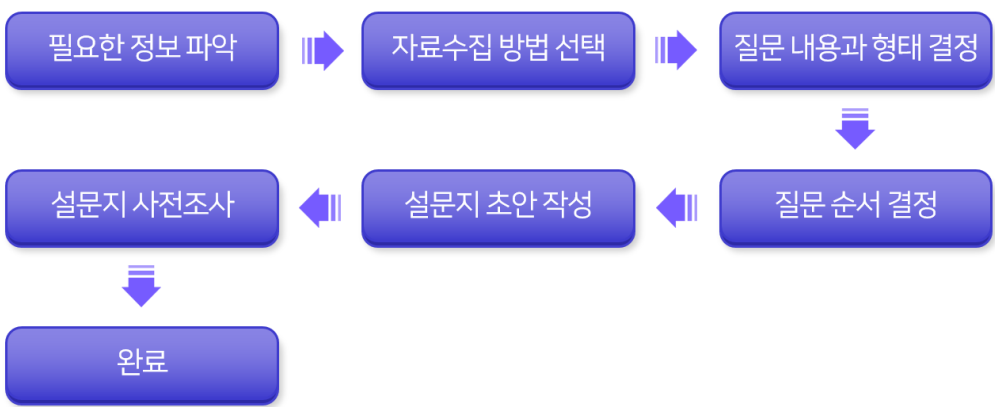 필요한 정보 파악
자료수집 방법 선택
질문 내용과 형태 결정
질문 순서 결정
설문지 초안 작성
설문지 사전조사
완료